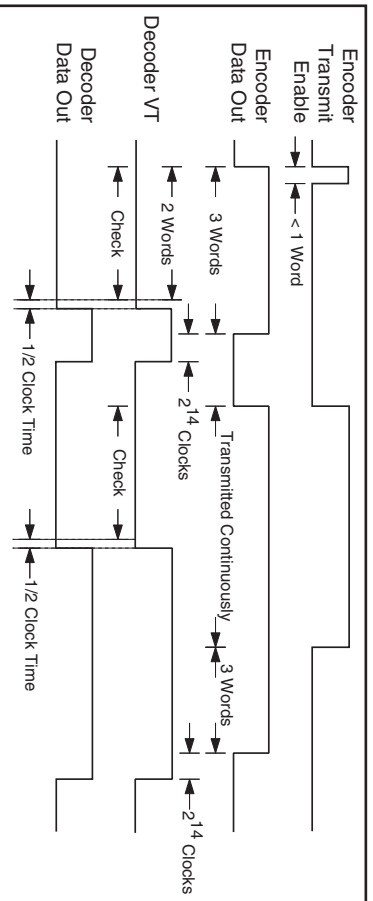 Encoder
Transmit
Enable
< 1 Word
Encoder
Data Out
3 Words
Transmitted Continuously
3 Words
2 Words
2^14 Clocks
2^14 Clocks
Decoder VT
Check
Check
Decoder
Data Out
1/2 Clock Time
1/2 Clock Time